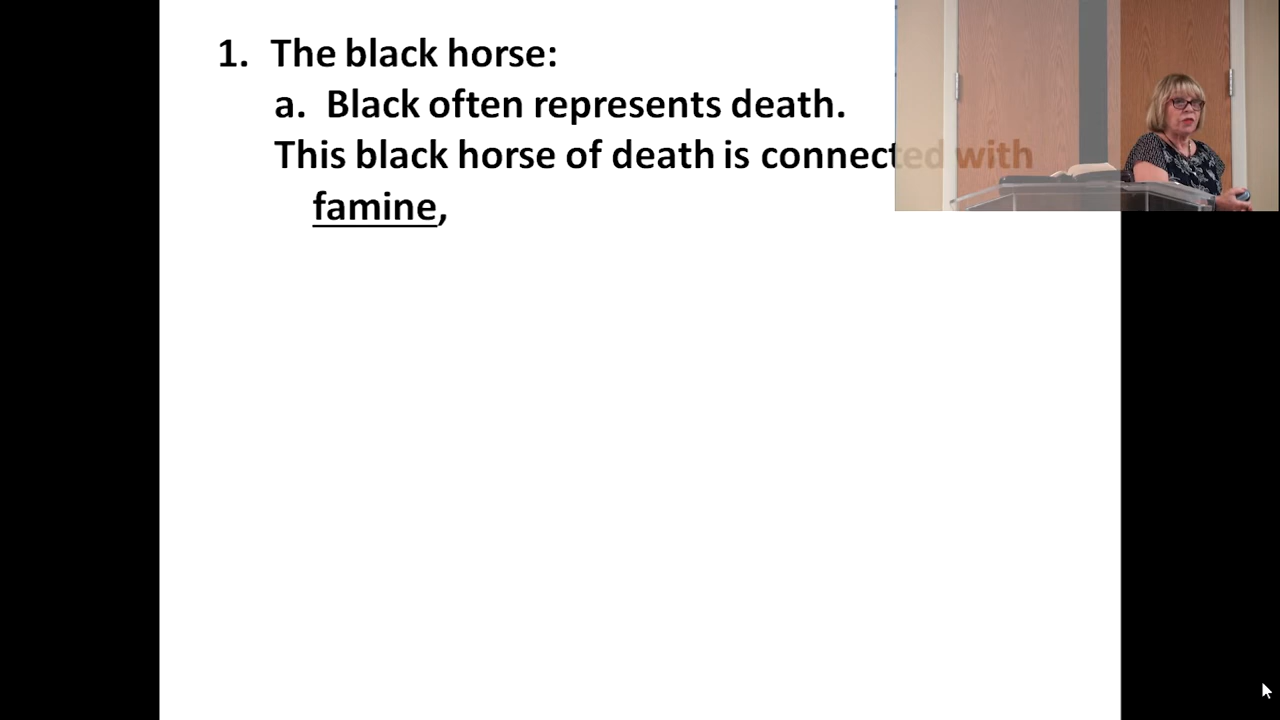 1. The black horse:
a. Black often represents death.
This black horse of death is connected with
famine,